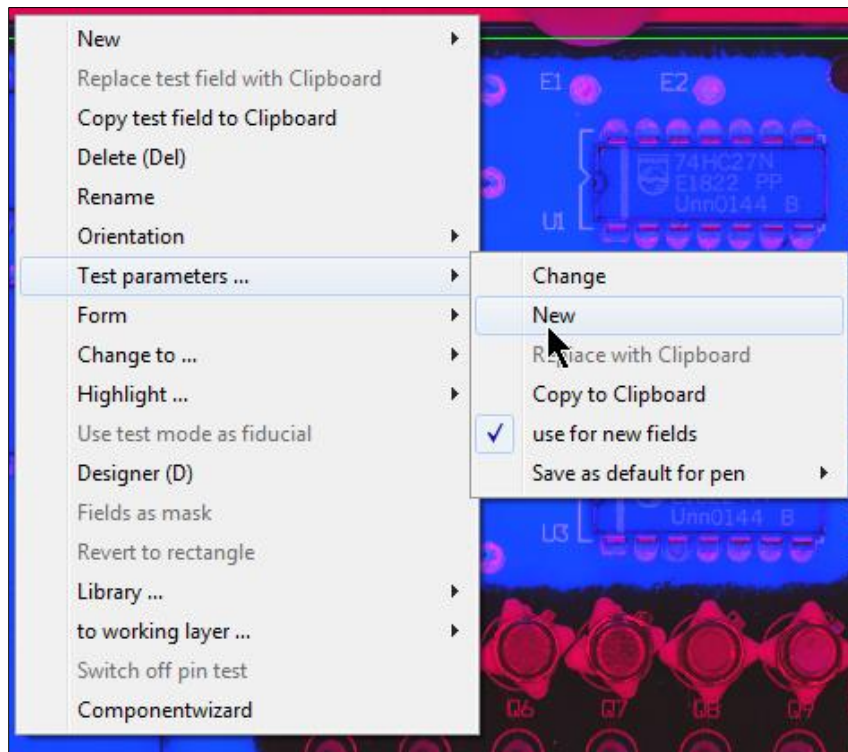 New
Replace test field with Clipboard
Copy test field to Clipboard
Delete (Del)
Rename
Orientation
Test parameters ...
Form
Change to ...
Highlight ...
Use test mode as fiducial
Designer (D)
Fields as mask
Revert to rectangle
Library ...
to working layer ...
Switch off pin test
Componentwizard
Change
New
Replace with Clipboard
Copy to Clipboard
use for new fields
Save as default for pen
E1
E2
74HC27N
E1822 PP
Unn0144 B
U1
Unn0144 B
U3
Q6
Q7
Q8
Q9